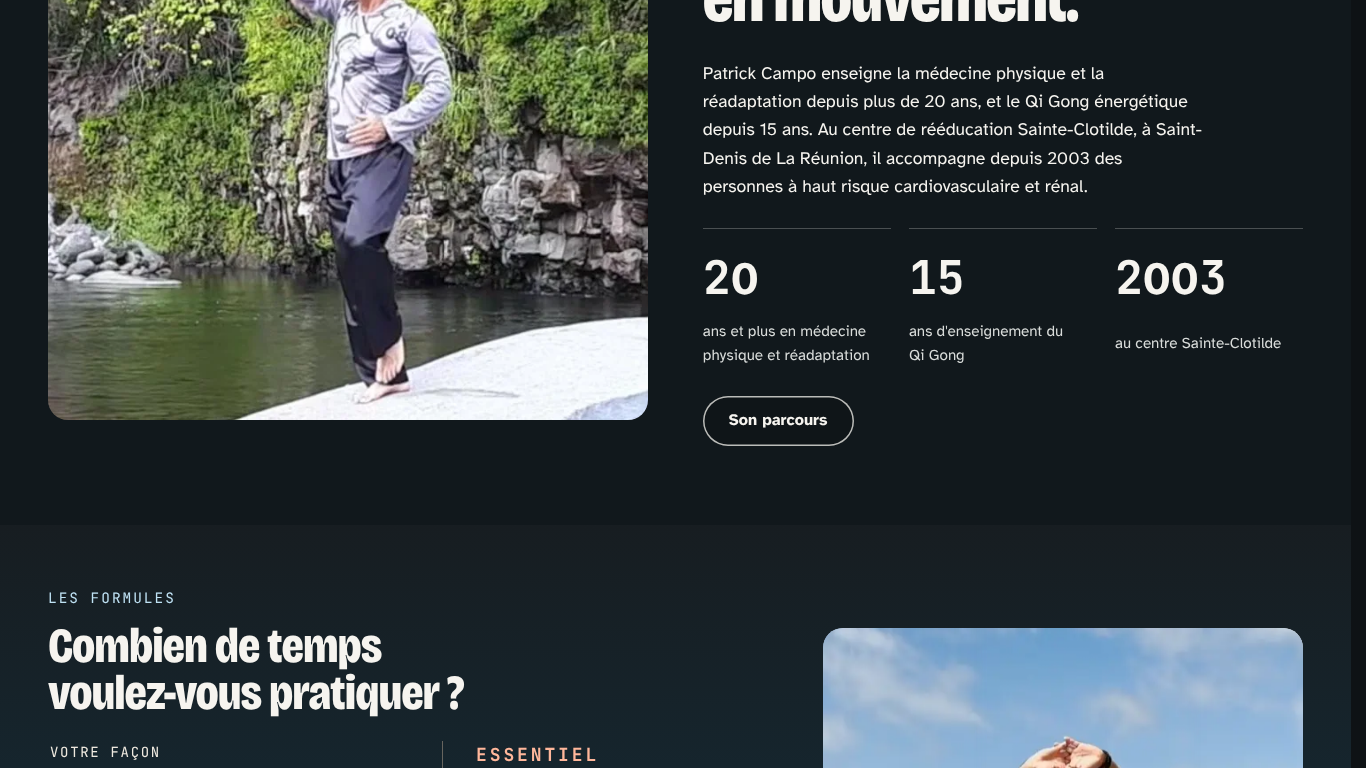 en mouvement.
Patrick Campo enseigne la médecine physique et la
réadaptation depuis plus de 20 ans, et le Qi Gong énergétique
depuis 15 ans. Au centre de rééducation Sainte-Clotilde, à Saint-
Denis de La Réunion, il accompagne depuis 2003 des
personnes à haut risque cardiovasculaire et rénal.
20
ans et plus en médecine
physique et réadaptation
15
ans d'enseignement du
Qi Gong
2003
au centre Sainte-Clotilde
Son parcours
LES FORMULES
Combien de temps
voulez-vous pratiquer ?
VOTRE FAÇON
ESSENTIEL